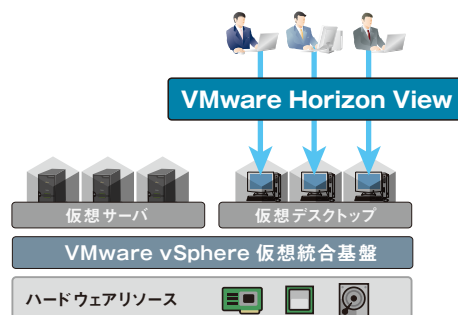 VMware Horizon View
仮想サーバ
仮想デスクトップ
VMware vSphere 仮想統合基盤
ハードウェアリソース